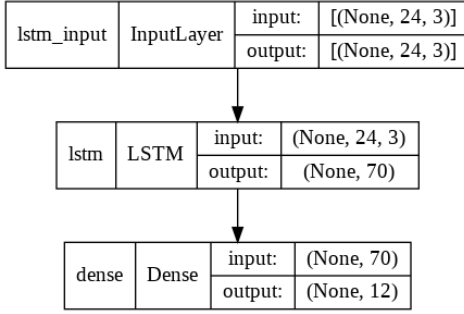 lstm_input InputLayer input: [(None, 24, 3)]
output: [(None, 24, 3)]
lstm LSTM input: (None, 24, 3)
output: (None, 70)
dense Dense input: (None, 70)
output: (None, 12)